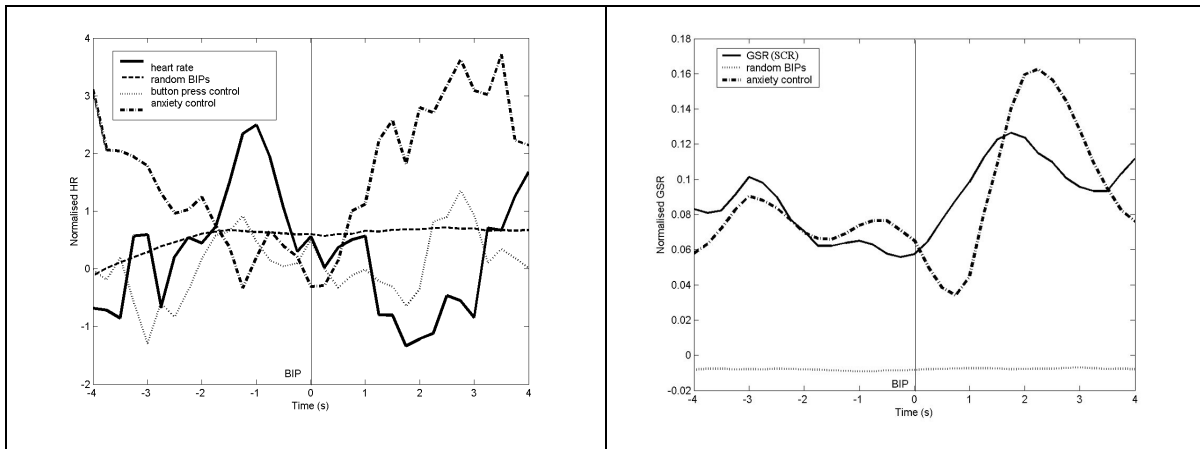 4
3
2
1
0
-1
-2
Normalised HR
heart rate
random BIPs
button press control
anxiety control
BIP
-4 -3 -2 -1 0 1 2 3 4
Time (s)
0.18
0.16
0.14
0.12
0.1
0.08
0.06
0.04
0.02
0
-0.02
Normalised GSR
GSR (SCR)
random BIPs
anxiety control
BIP
-4 -3 -2 -1 0 1 2 3 4
Time (s)